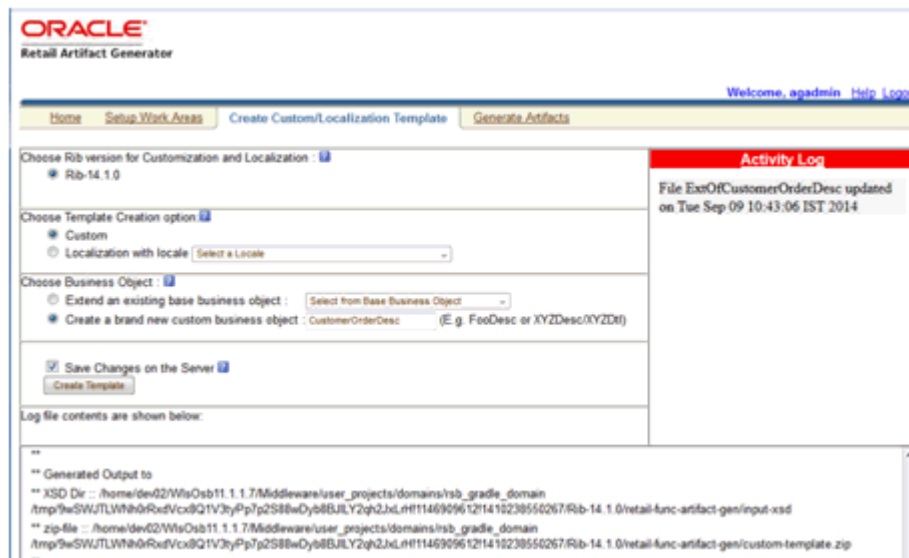 ORACLE
Retail Artifact Generator
Welcome, agadmin Help Logo
Home Setup Work Areas Create Custom/Localization Template Generate Artifacts
Choose Rib version for Customization and Localization : ?
Rib-14.1.0
Activity Log
File ExtOfCustomerOrderDesc updated
on Tue Sep 09 10:43:06 IST 2014
Choose Template Creation option: ?
Custom
Localization with locale Select a Locale
Choose Business Object : ?
Extend an existing base business object : Select from Base Business Object
Create a brand new custom business object : CustomerOrderDesc (E.g. FooDesc or XYZDesc/XYZDtl)
Save Changes on the Server ?
Create Template
Log file contents are shown below:
**
** Generated Output to
** XSD Dir :: /home/dev02/WlsOsb11.1.1.7/Middleware/user_projects/domains/rsb_gradle_domain
Rib-14.1.0/retail-func-artifact-gen/input-xsd
** zip-file :: /home/dev02/WlsOsb11.1.1.7/Middleware/user_projects/domains/rsb_gradle_domain
Rib-14.1.0/retail-func-artifact-gen/custom-template.zip